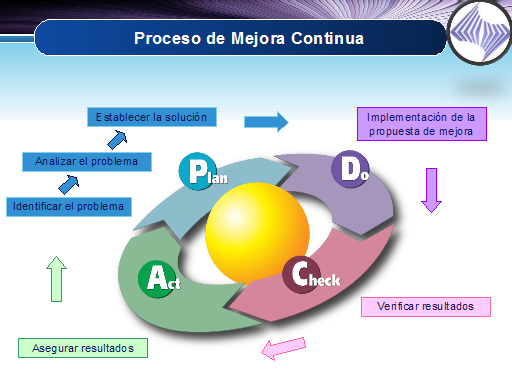 Proceso de Mejora Continua
Establecer la solución
Implementación de la
propuesta de mejora
Analizar el problema
Plan
Do
Identificar el problema
Act
Check
Verificar resultados
Asegurar resultados